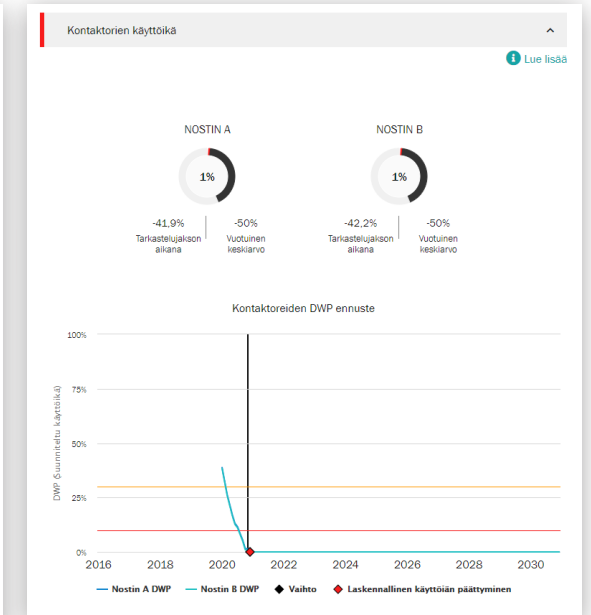 Kontaktorien käyttöikä
Lue lisää
NOSTIN A
NOSTIN B
1%
1%
-41,9%
-50%
-42,2%
-50%
Tarkastelujakson
aikana
Vuotuinen
keskiarvo
Tarkastelujakson
aikana
Vuotuinen
keskiarvo
Kontaktoreiden DWP ennuste
DWP (Suunniteltu käyttöikä)
100%
75%
50%
25%
0%
2016 2018 2020 2022 2024 2026 2028 2030
Nostin A DWP Nostin B DWP Vaihto Laskennallinen käyttöiän päättyminen